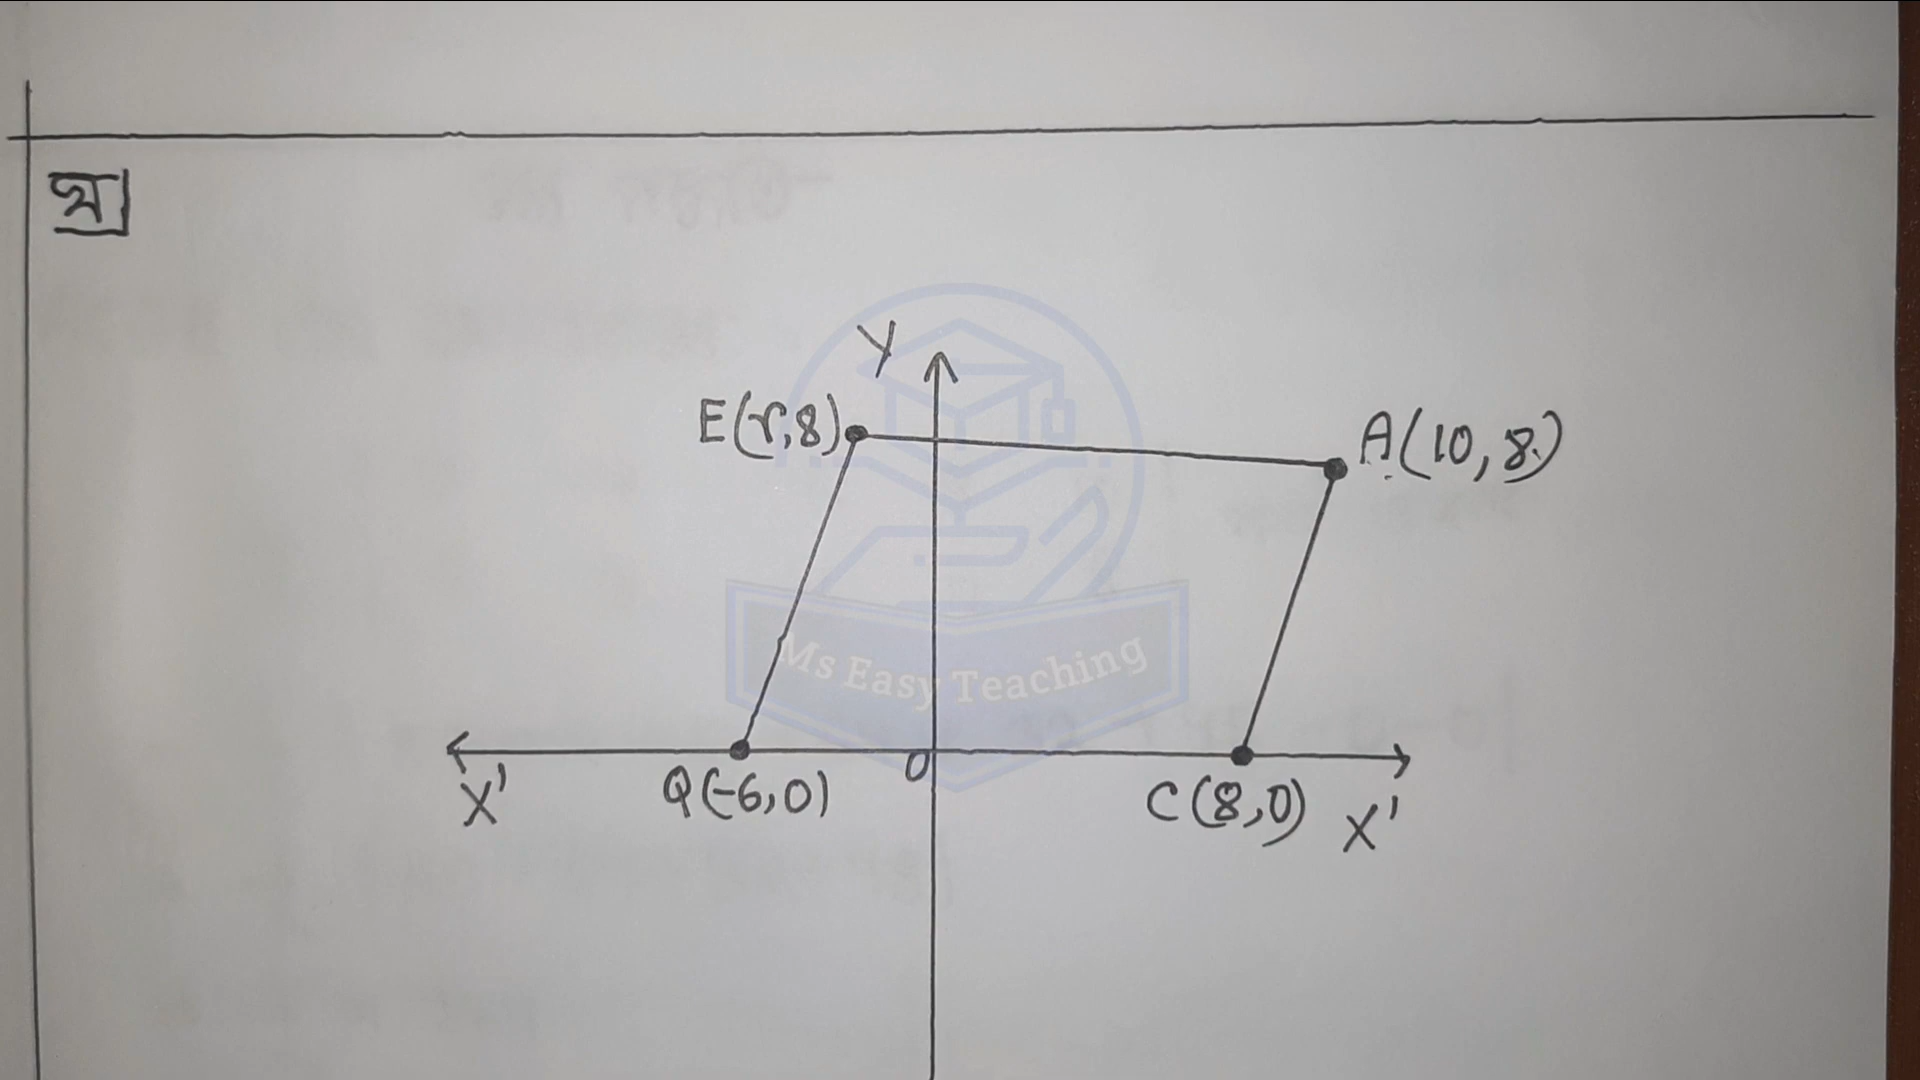 ঘ
Y
E(r,8)
A(10,8)
Ms Easy Teaching
X'
Q(-6,0)
O
C(8,0)
X'